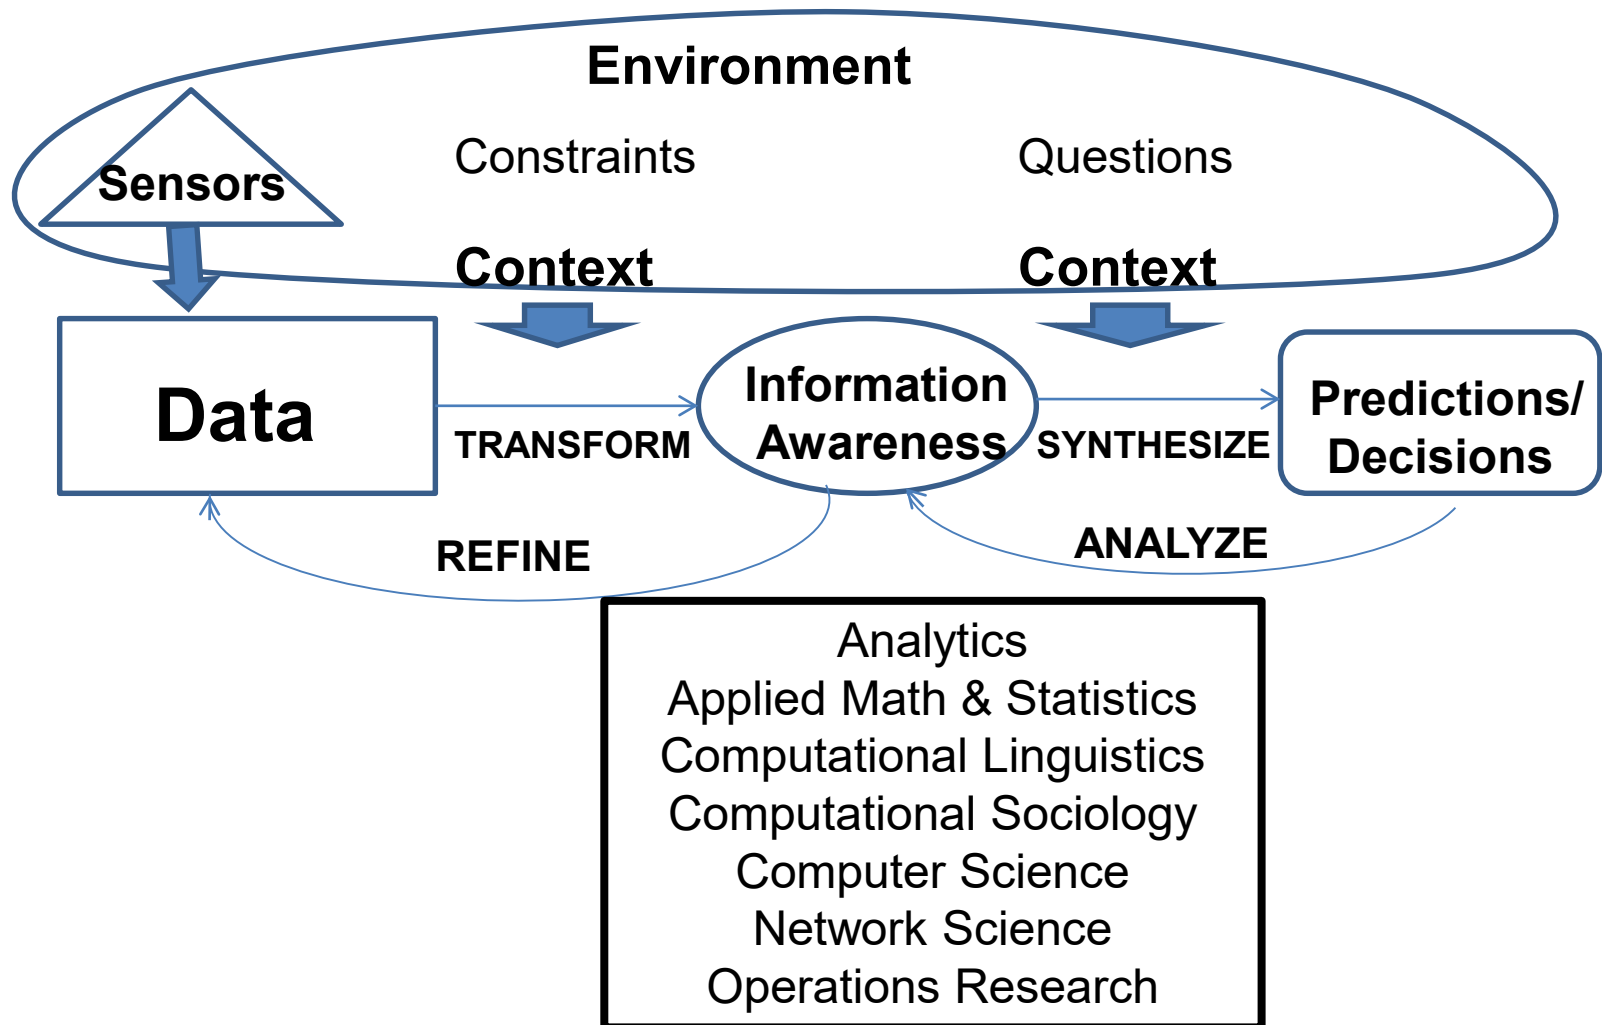 Environment
Constraints
Questions
Sensors
Context
Context
Data
Information
Awareness
Predictions/
Decisions
TRANSFORM
SYNTHESIZE
REFINE
ANALYZE
Analytics
Applied Math & Statistics
Computational Linguistics
Computational Sociology
Computer Science
Network Science
Operations Research